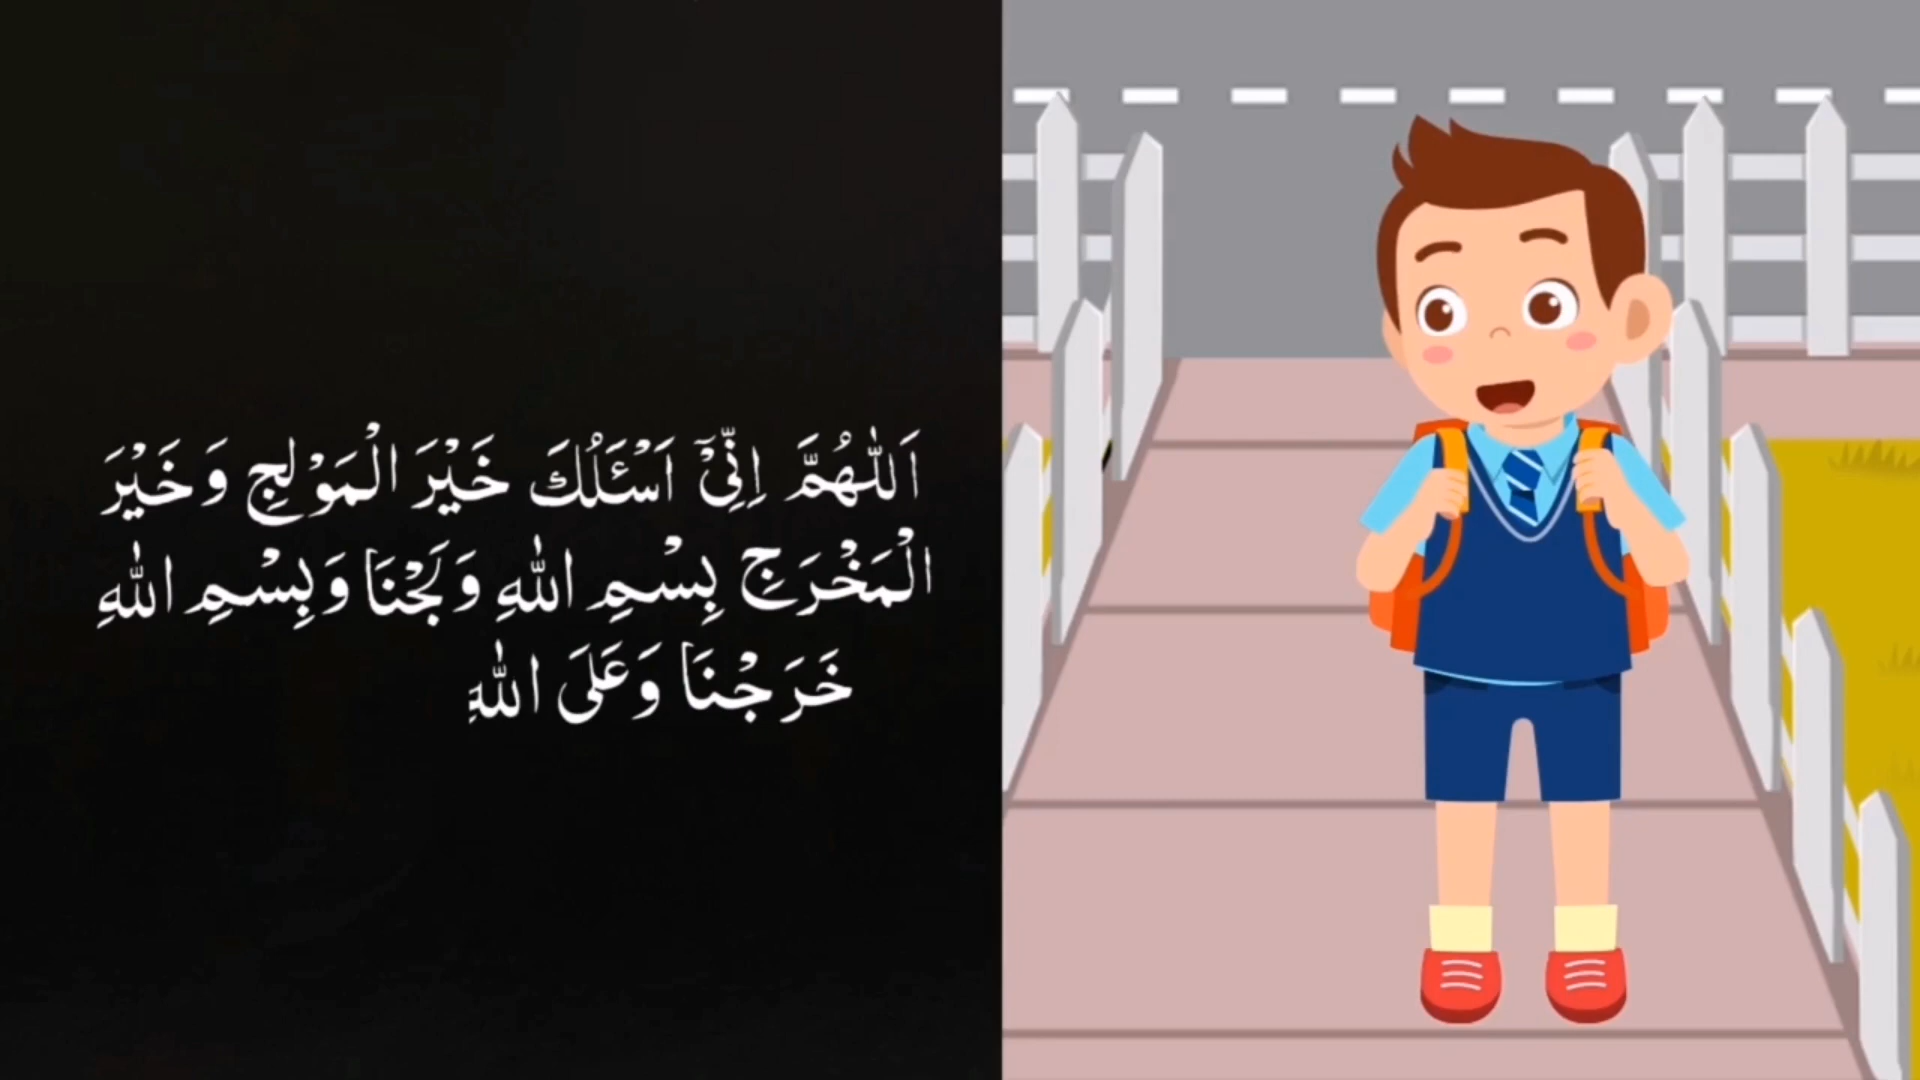 اَللّٰهُمَّ اِنِّیْۤ اَسْئَلُكَ خَيْرَ الْمَوْلِجِ وَ خَيْرَ
الْمَخْرَجِ بِسْمِ اللّٰهِ وَلَجْنَا وَبِسْمِ اللّٰهِ
خَرَجْنَا وَعَلَى اللّٰهِ